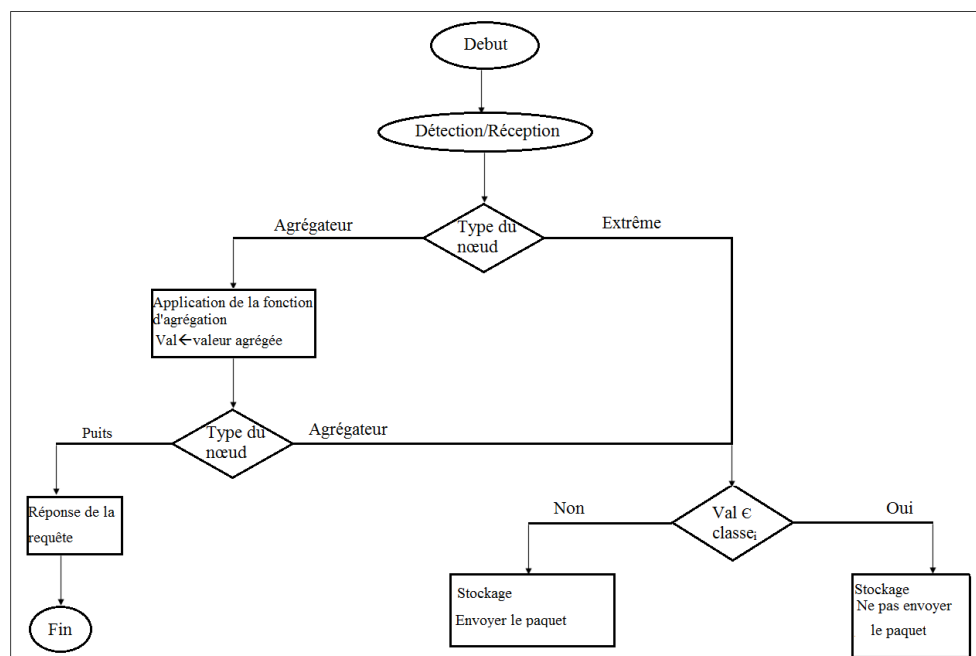 Debut
Détection/Réception
Agrégateur
Type du
nœud
Extrême
Application de la fonction
d'agrégation
Val←valeur agrégée
Puits
Type du
nœud
Agrégateur
Réponse de la
requête
Non
Val Є
classeᵢ
Oui
Stockage
Envoyer le paquet
Stockage
Ne pas envoyer
le paquet
Fin